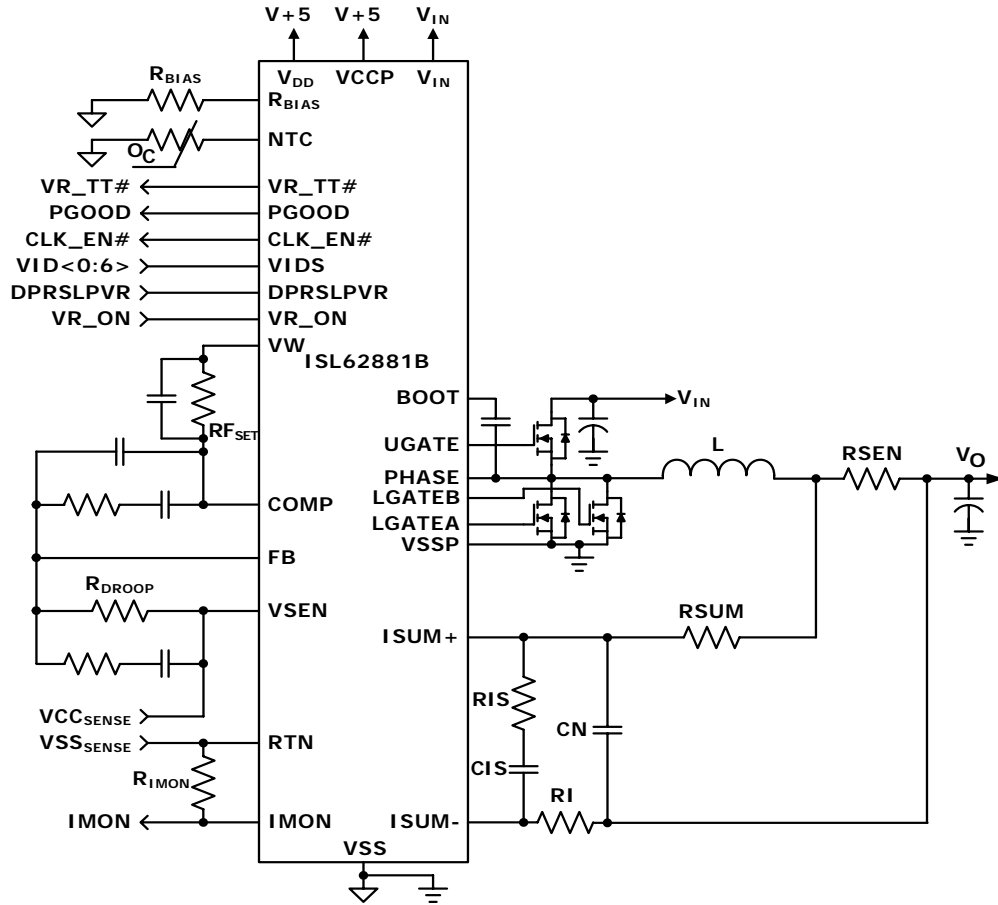 V+5 V+5 VIN
VDD VCCP VIN
RBIAS
RBIAS
NTC
OC
VR_TT# VR_TT#
PGOOD PGOOD
CLK_EN# CLK_EN#
VID<0:6> VIDS
DPRSLPVR DPRSLPVR
VR_ON VR_ON
VW
ISL62881B
RFSET
BOOT
VIN
UGATE
PHASE
L
RSEN
VO
LGATEB
LGATEA
VSSP
COMP
FB
RDROOP
VSEN
ISUM+
RSUM
RIS
CN
CIS
VCCSENSE
VSSSENSE
RTN
RIMON
RI
IMON IMON
ISUM-
VSS